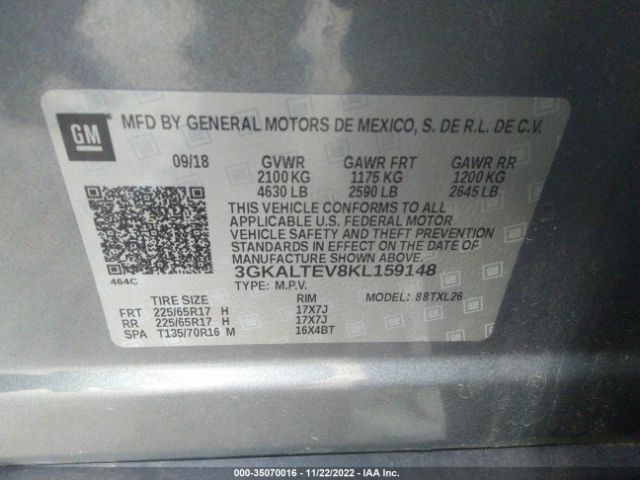 GM
MFD BY GENERAL MOTORS DE MEXICO, S. DE R.L. DE C.V.
09/18 GVWR GAWR FRT GAWR RR
2100 KG 1175 KG 1200 KG
4630 LB 2590 LB 2645 LB
THIS VEHICLE CONFORMS TO ALL
APPLICABLE U.S. FEDERAL MOTOR
VEHICLE SAFETY AND THEFT PREVENTION
STANDARDS IN EFFECT ON THE DATE OF
MANUFACTURE SHOWN ABOVE.
3GKALTEV8KL159148
464C TYPE: M.P.V. MODEL: 88TXL26
TIRE SIZE RIM
FRT 225/65R17 H 17X7J
RR 225/65R17 H 17X7J
SPA T135/70R16 M 16X4BT
000-35070016 - 11/22/2022 - IAA Inc.